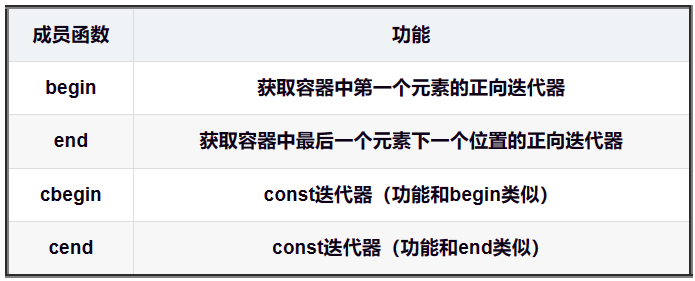 成员函数 功能
begin 获取容器中第一个元素的正向迭代器
end 获取容器中最后一个元素下一个位置的正向迭代器
cbegin const迭代器（功能和begin类似）
cend const迭代器（功能和end类似）